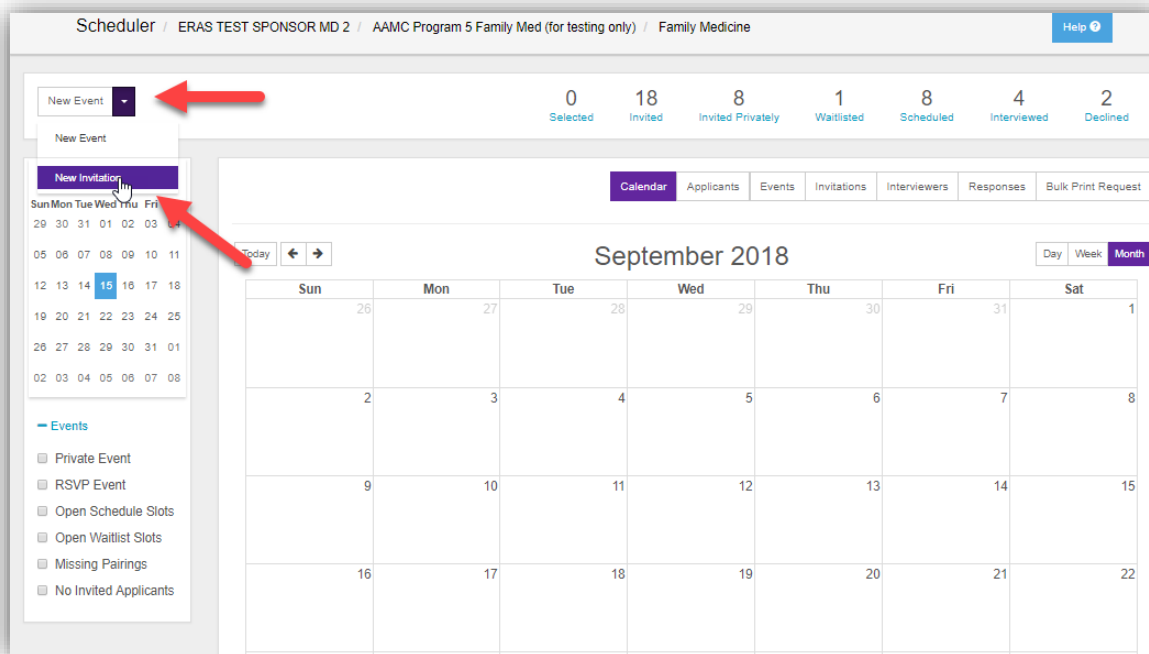 Scheduler / ERAS TEST SPONSOR MD 2 / AAMC Program 5 Family Med (for testing only) / Family Medicine
Help
New Event
0 18 8 1 8 4 2
Selected Invited Invited Privately Waitlisted Scheduled Interviewed Declined
New Event
New Invitation
Calendar Applicants Events Invitations Interviewers Responses Bulk Print Request
Sun Mon Tue Wed Thu Fri
29 30 31 01 02 03 04
05 06 07 08 09 10 11
12 13 14 15 16 17 18
19 20 21 22 23 24 25
26 27 28 29 30 31 01
02 03 04 05 06 07 08
Today September 2018 Day Week Month
Sun Mon Tue Wed Thu Fri Sat
26 27 28 29 30 31 1
2 3 4 5 6 7 8
9 10 11 12 13 14 15
16 17 18 19 20 21 22
Events
Private Event
RSVP Event
Open Schedule Slots
Open Waitlist Slots
Missing Pairings
No Invited Applicants